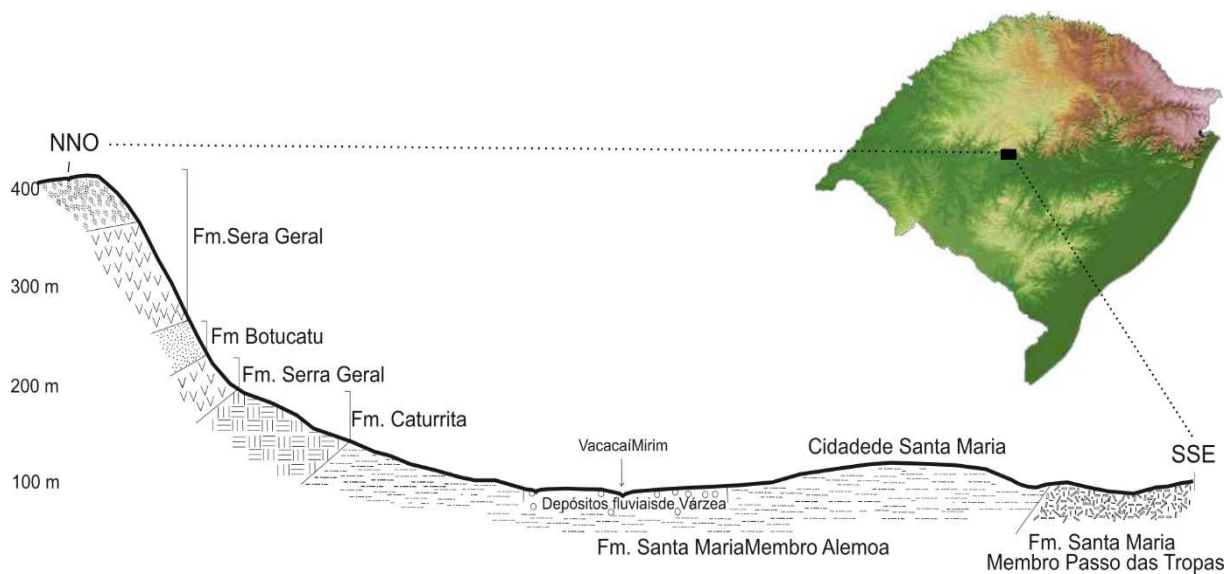 NNO
400
Fm.Sera Geral
300 m
Fm Botucatu
Fm. Serra Geral
200 m
Fm. Caturrita
VacacaíMirim
Cidadede Santa Maria
SSE
100 m
Depósitos fluviaisde Várzea
Fm. Santa MariaMembro Alemoa
Fm. Santa Maria
Membro Passo das Tropas